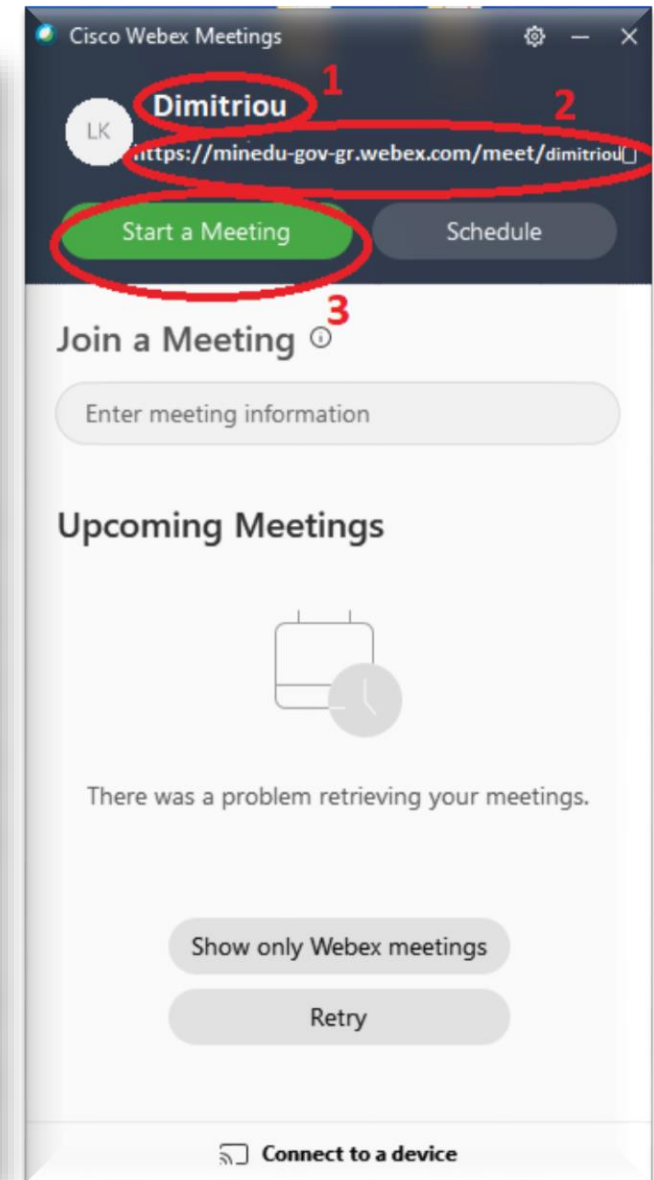 Cisco Webex Meetings
1
Dimitriou
2
LK
https://minedu-gov-gr.webex.com/meet/dimitriou
Start a Meeting
Schedule
3
Join a Meeting
Enter meeting information
Upcoming Meetings
There was a problem retrieving your meetings.
Show only Webex meetings
Retry
Connect to a device